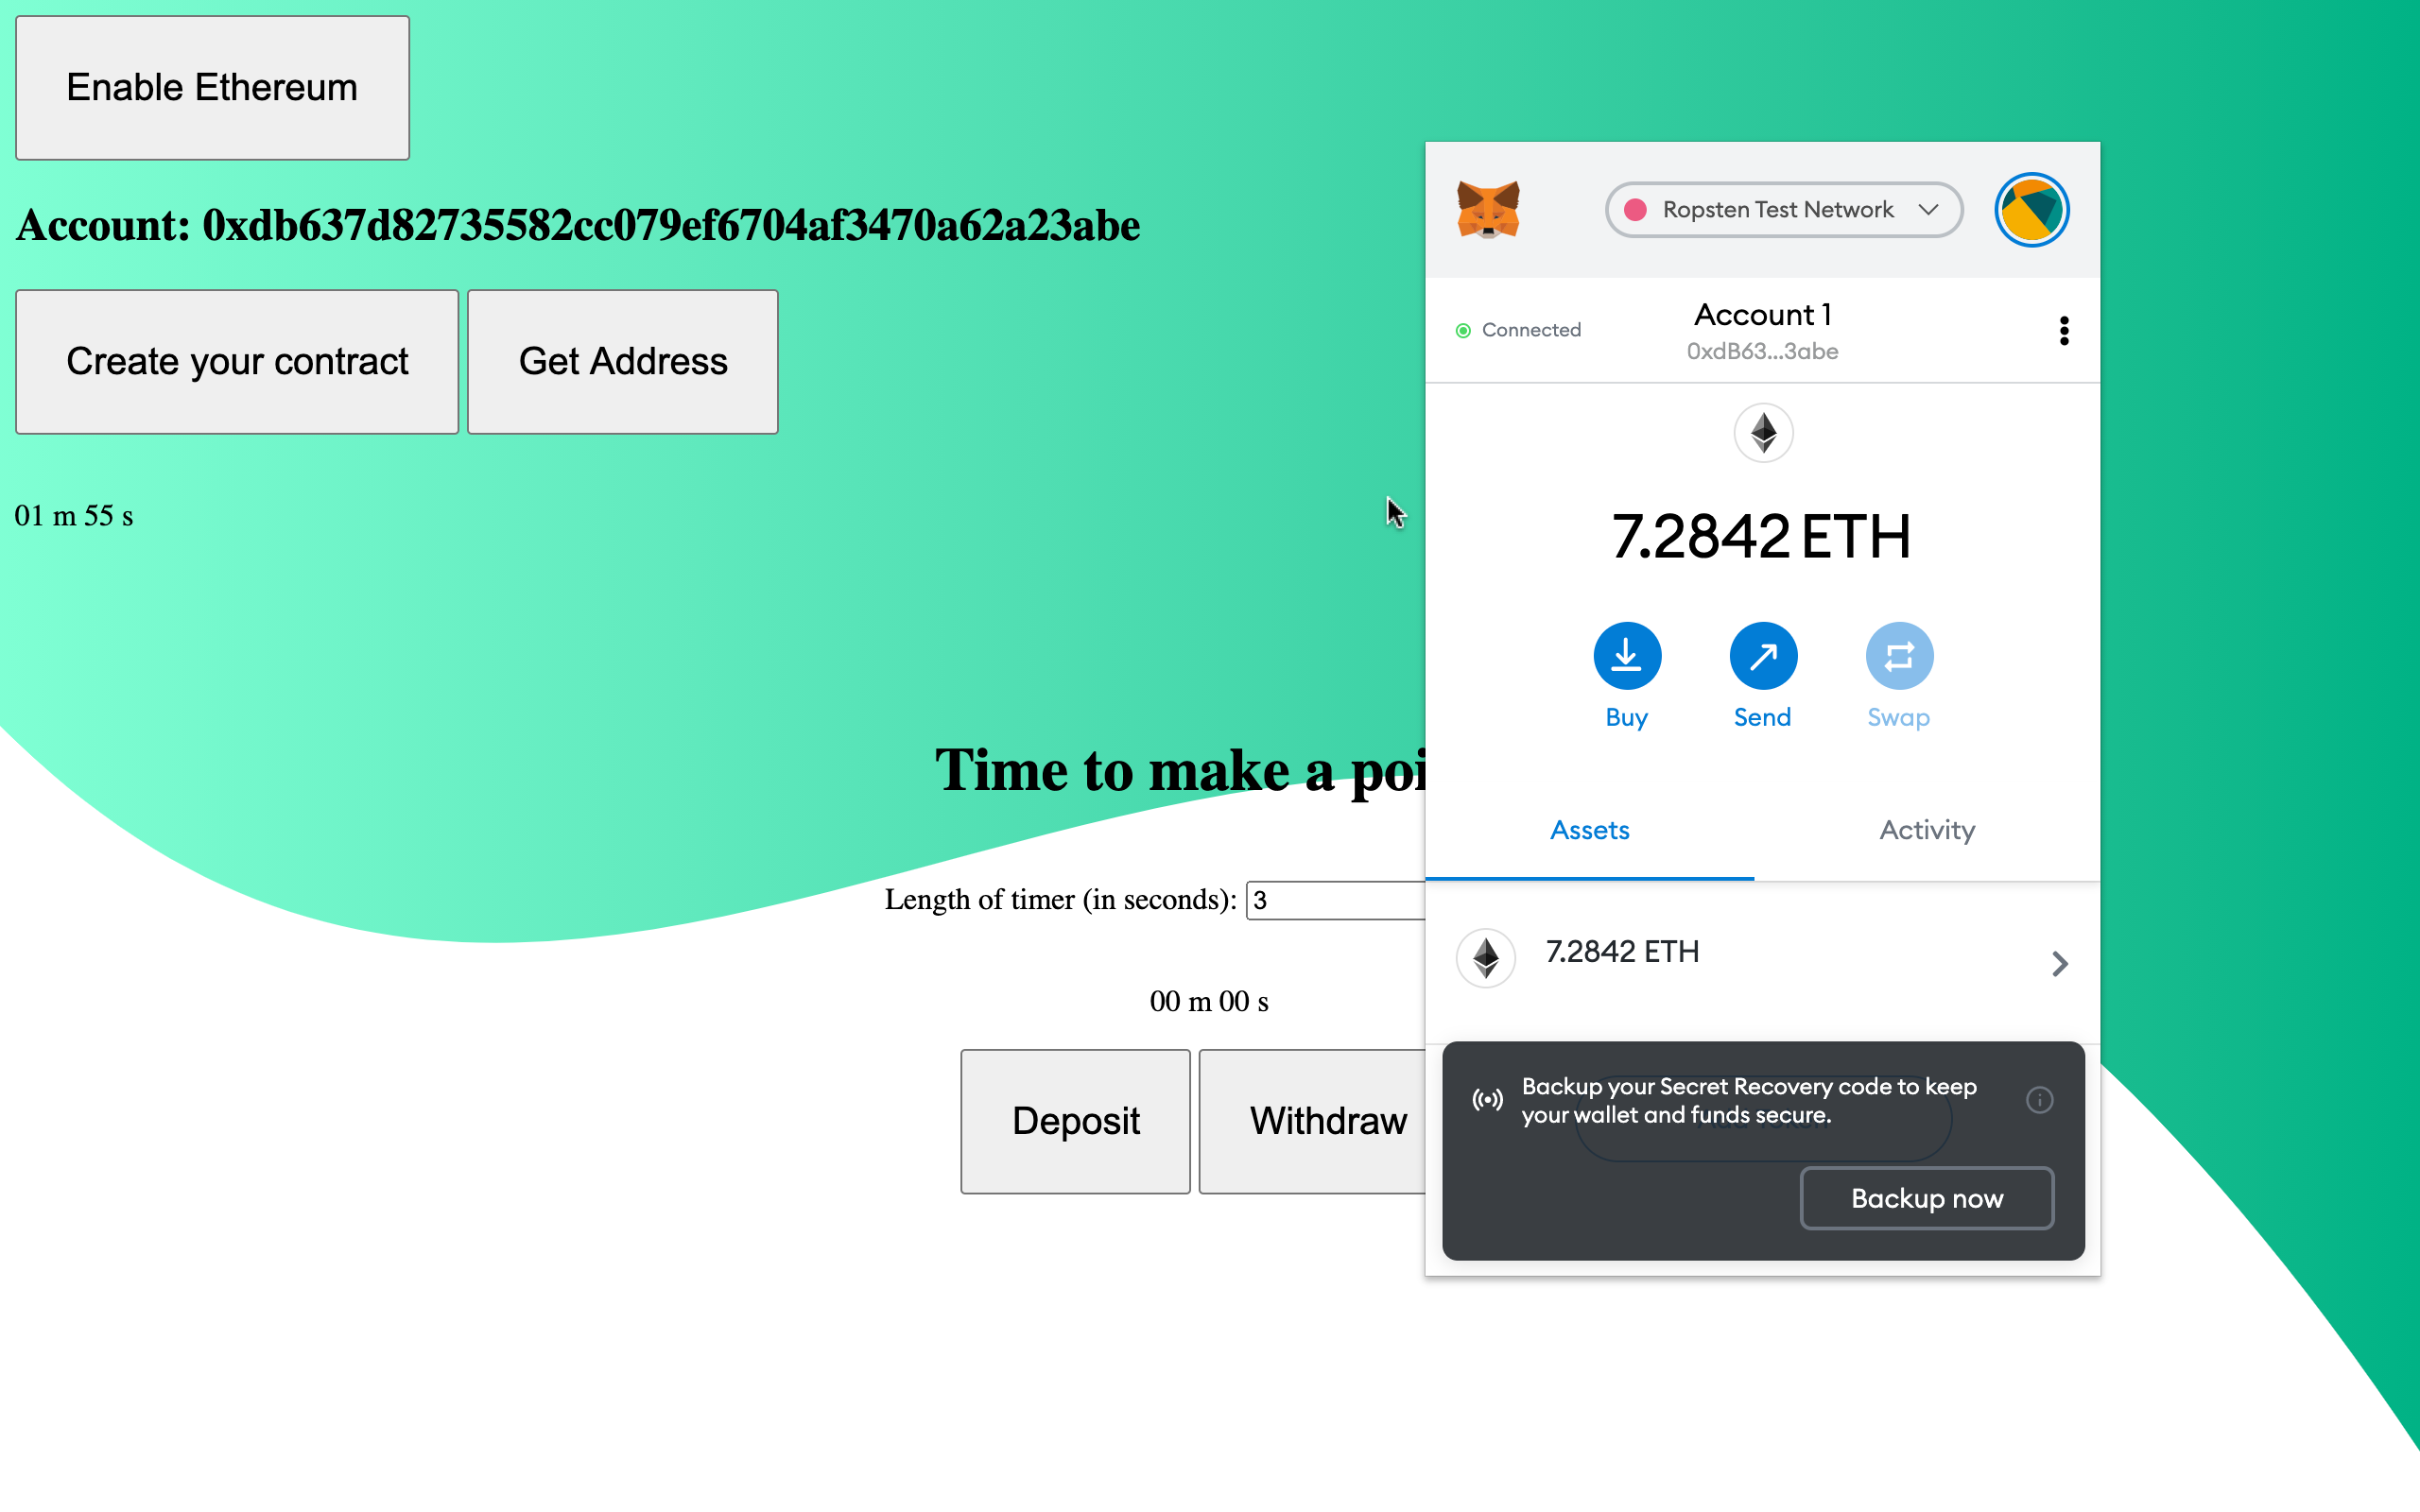 Enable Ethereum
Account: 0xdb637d82735582cc079ef6704af3470a62a23abe
Create your contract
Get Address
01 m 55 s
Time to make a
Length of timer (in seconds): 3
00 m 00 s
Deposit
Withdraw
Ropsten Test Network
Connected
Account 1
0xdB63...3abe
7.2842 ETH
Buy
Send
Swap
Assets
Activity
7.2842 ETH
Backup your Secret Recovery code to keep
your wallet and funds secure.
Backup now